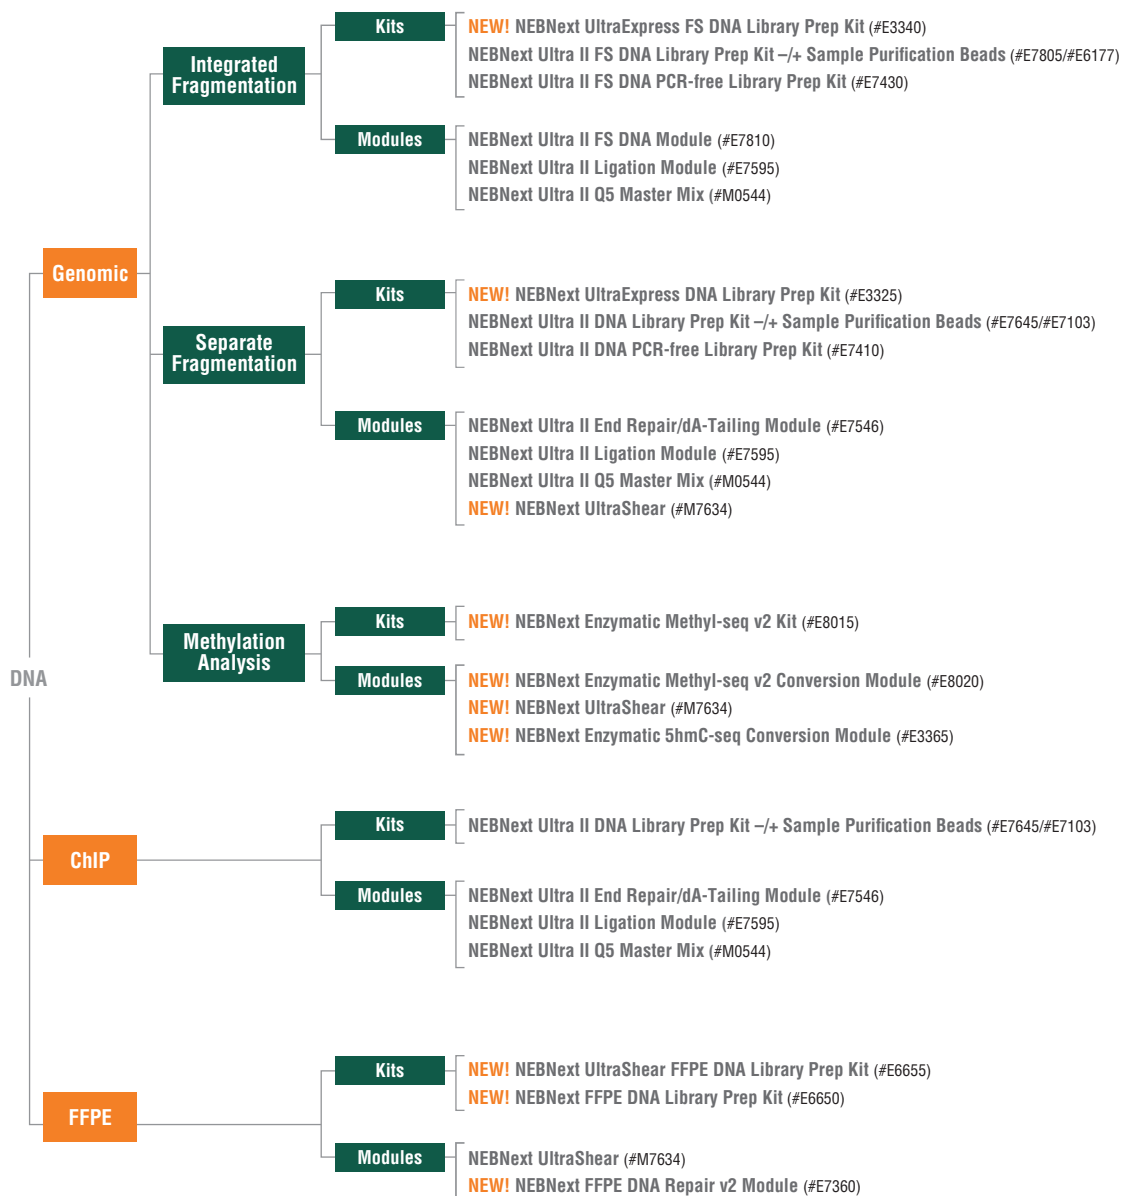 DNA
Genomic
Integrated
Fragmentation
Kits
NEW! NEBNext UltraExpress FS DNA Library Prep Kit (#E3340)
NEBNext Ultra II FS DNA Library Prep Kit –/+ Sample Purification Beads (#E7805/#E6177)
NEBNext Ultra II FS DNA PCR-free Library Prep Kit (#E7430)
Modules
NEBNext Ultra II FS DNA Module (#E7810)
NEBNext Ultra II Ligation Module (#E7595)
NEBNext Ultra II Q5 Master Mix (#M0544)
Separate
Fragmentation
Kits
NEW! NEBNext UltraExpress DNA Library Prep Kit (#E3325)
NEBNext Ultra II DNA Library Prep Kit –/+ Sample Purification Beads (#E7645/#E7103)
NEBNext Ultra II DNA PCR-free Library Prep Kit (#E7410)
Modules
NEBNext Ultra II End Repair/dA-Tailing Module (#E7546)
NEBNext Ultra II Ligation Module (#E7595)
NEBNext Ultra II Q5 Master Mix (#M0544)
NEW! NEBNext UltraShear (#M7634)
Methylation
Analysis
Kits
NEW! NEBNext Enzymatic Methyl-seq v2 Kit (#E8015)
Modules
NEW! NEBNext Enzymatic Methyl-seq v2 Conversion Module (#E8020)
NEW! NEBNext UltraShear (#M7634)
NEW! NEBNext Enzymatic 5hmC-seq Conversion Module (#E3365)
ChIP
Kits
NEBNext Ultra II DNA Library Prep Kit –/+ Sample Purification Beads (#E7645/#E7103)
Modules
NEBNext Ultra II End Repair/dA-Tailing Module (#E7546)
NEBNext Ultra II Ligation Module (#E7595)
NEBNext Ultra II Q5 Master Mix (#M0544)
FFPE
Kits
NEW! NEBNext UltraShear FFPE DNA Library Prep Kit (#E6655)
NEW! NEBNext FFPE DNA Library Prep Kit (#E6650)
Modules
NEBNext UltraShear (#M7634)
NEW! NEBNext FFPE DNA Repair v2 Module (#E7360)